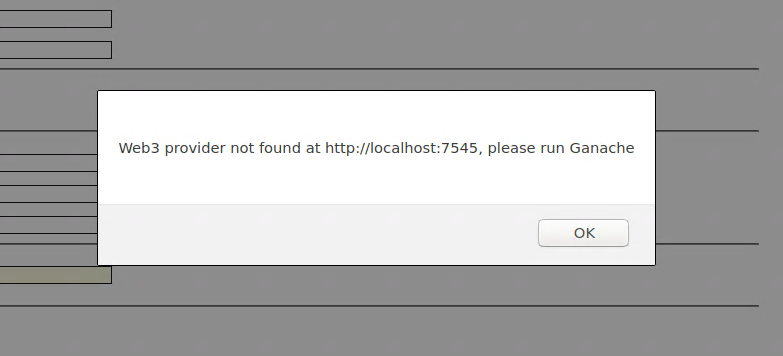 Web3 provider not found at http://localhost:7545, please run Ganache
OK